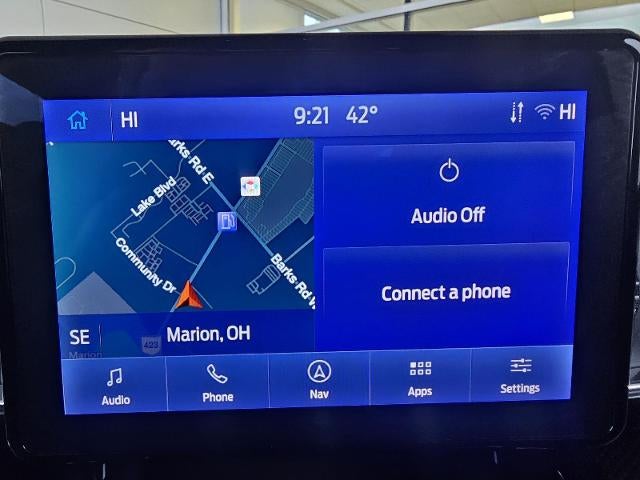 HI 9:21 42° HI
Barks Rd E
Lake Blvd
Community Dr
Barks Rd W
Audio Off
Connect a phone
SE 423 Marion, OH
Marion
Audio Phone Nav Apps Settings